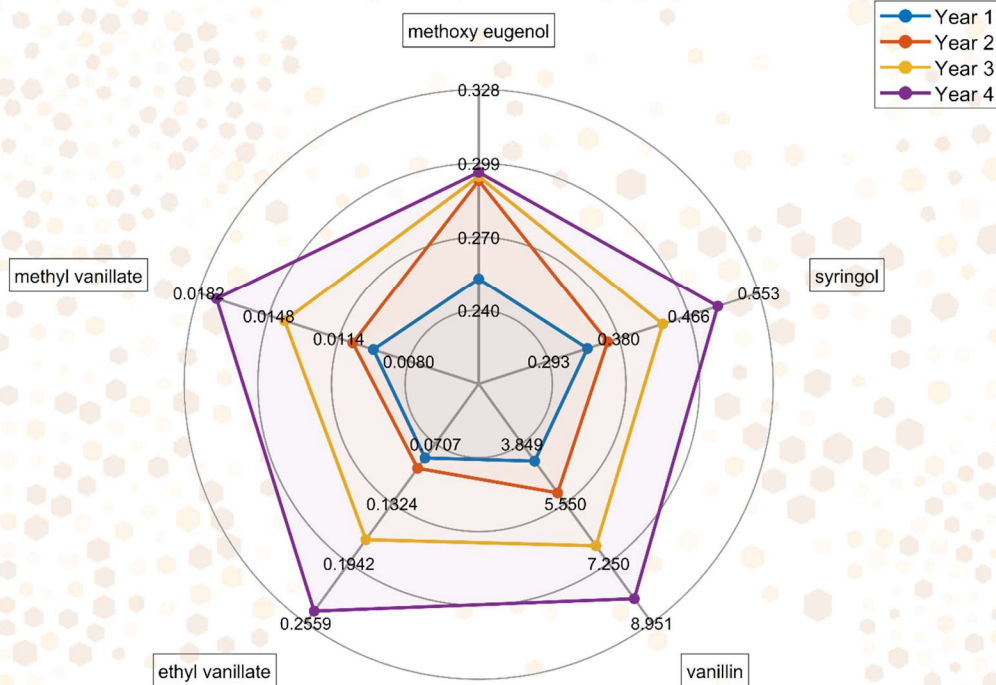 methoxy eugenol
Year 1
Year 2
Year 3
Year 4
0.328
0.299
0.270
0.240
methyl vanillate
0.0182
0.0148
0.0114
0.0080
syringol
0.553
0.466
0.380
0.293
0.0707
0.1324
0.1942
0.2559
3.849
5.550
7.250
8.951
ethyl vanillate
vanillin